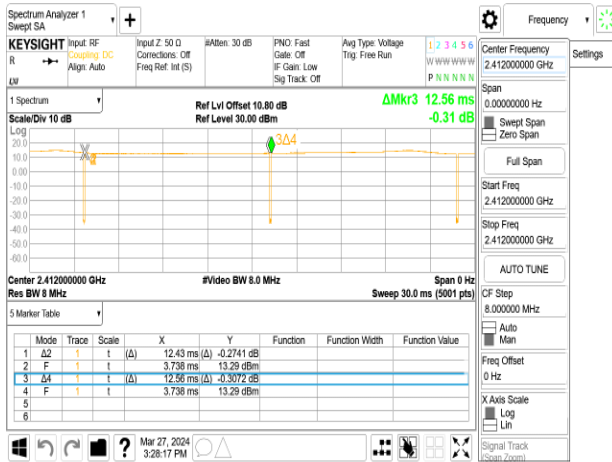 Spectrum Analyzer 1
Swept SA
+
Frequency
KEYSIGHT
R
Input: RF
Coupling: DC
Align: Auto
Input Z: 50 Ω
Corrections: Off
Freq Ref: Int (S)
#Atten: 30 dB
PNO: Fast
Gate: Off
IF Gain: Low
Sig Track: Off
Avg Type: Voltage
Trig: Free Run
1 2 3 4 5 6
W W W W W W
P N N N N N
1 Spectrum
Scale/Div 10 dB
Ref Lvl Offset 10.80 dB
Ref Level 30.00 dBm
ΔMkr3 12.56 ms
-0.31 dB
Log
20.0
10.0
0.00
-10.0
-20.0
-30.0
-40.0
-50.0
-60.0
3Δ4
Center 2.412000000 GHz
Res BW 8 MHz
#Video BW 8.0 MHz
Span 0 Hz
Sweep 30.0 ms (5001 pts)
5 Marker Table
Mode Trace Scale X Y Function Function Width Function Value
1 Δ2 1 t (Δ) 12.43 ms (Δ) -0.2741 dB
2 F 1 t 3.738 ms 13.29 dBm
3 Δ4 1 t (Δ) 12.56 ms (Δ) -0.3072 dB
4 F 1 t 3.738 ms 13.29 dBm
5
6
?
Mar 27, 2024
3:28:17 PM
Center Frequency
2.412000000 GHz
Settings
Span
0.00000000 Hz
Swept Span
Zero Span
Full Span
Start Freq
2.412000000 GHz
Stop Freq
2.412000000 GHz
AUTO TUNE
CF Step
8.000000 MHz
Auto
Man
Freq Offset
0 Hz
X Axis Scale
Log
Lin
Signal Track
(Span Zoom)